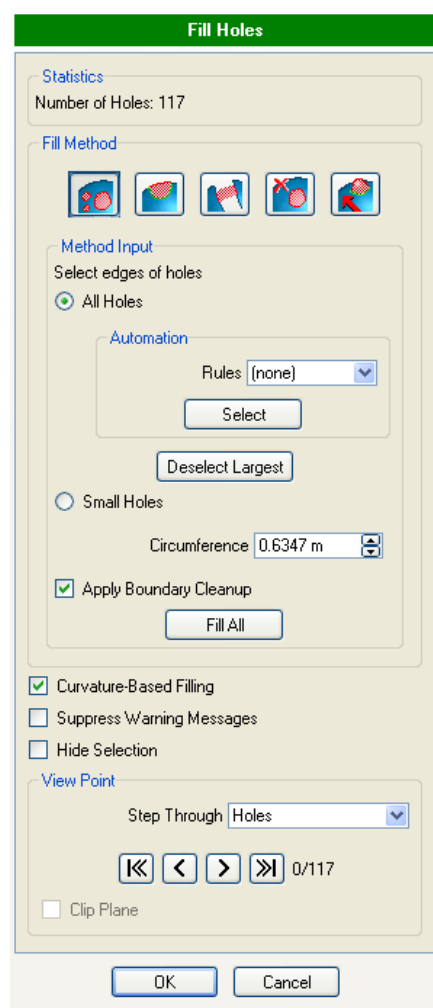 Fill Holes
Statistics
Number of Holes: 117
Fill Method
Method Input
Select edges of holes
All Holes
Automation
Rules (none)
Select
Deselect Largest
Small Holes
Circumference 0.6347 m
Apply Boundary Cleanup
Fill All
Curvature-Based Filling
Suppress Warning Messages
Hide Selection
View Point
Step Through Holes
0/117
Clip Plane
OK Cancel